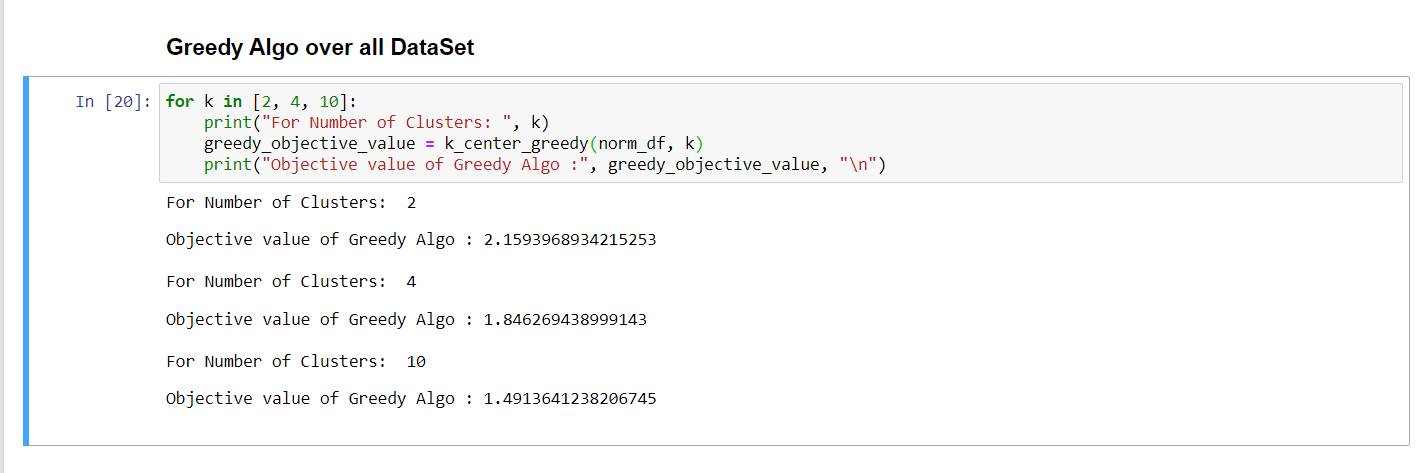 Greedy Algo over all DataSet
In [20]: for k in [2, 4, 10]:
print("For Number of Clusters: ", k)
greedy_objective_value = k_center_greedy(norm_df, k)
print("Objective value of Greedy Algo :", greedy_objective_value, "\n")
For Number of Clusters:  2
Objective value of Greedy Algo : 2.1593968934215253
For Number of Clusters:  4
Objective value of Greedy Algo : 1.846269438999143
For Number of Clusters:  10
Objective value of Greedy Algo : 1.4913641238206745